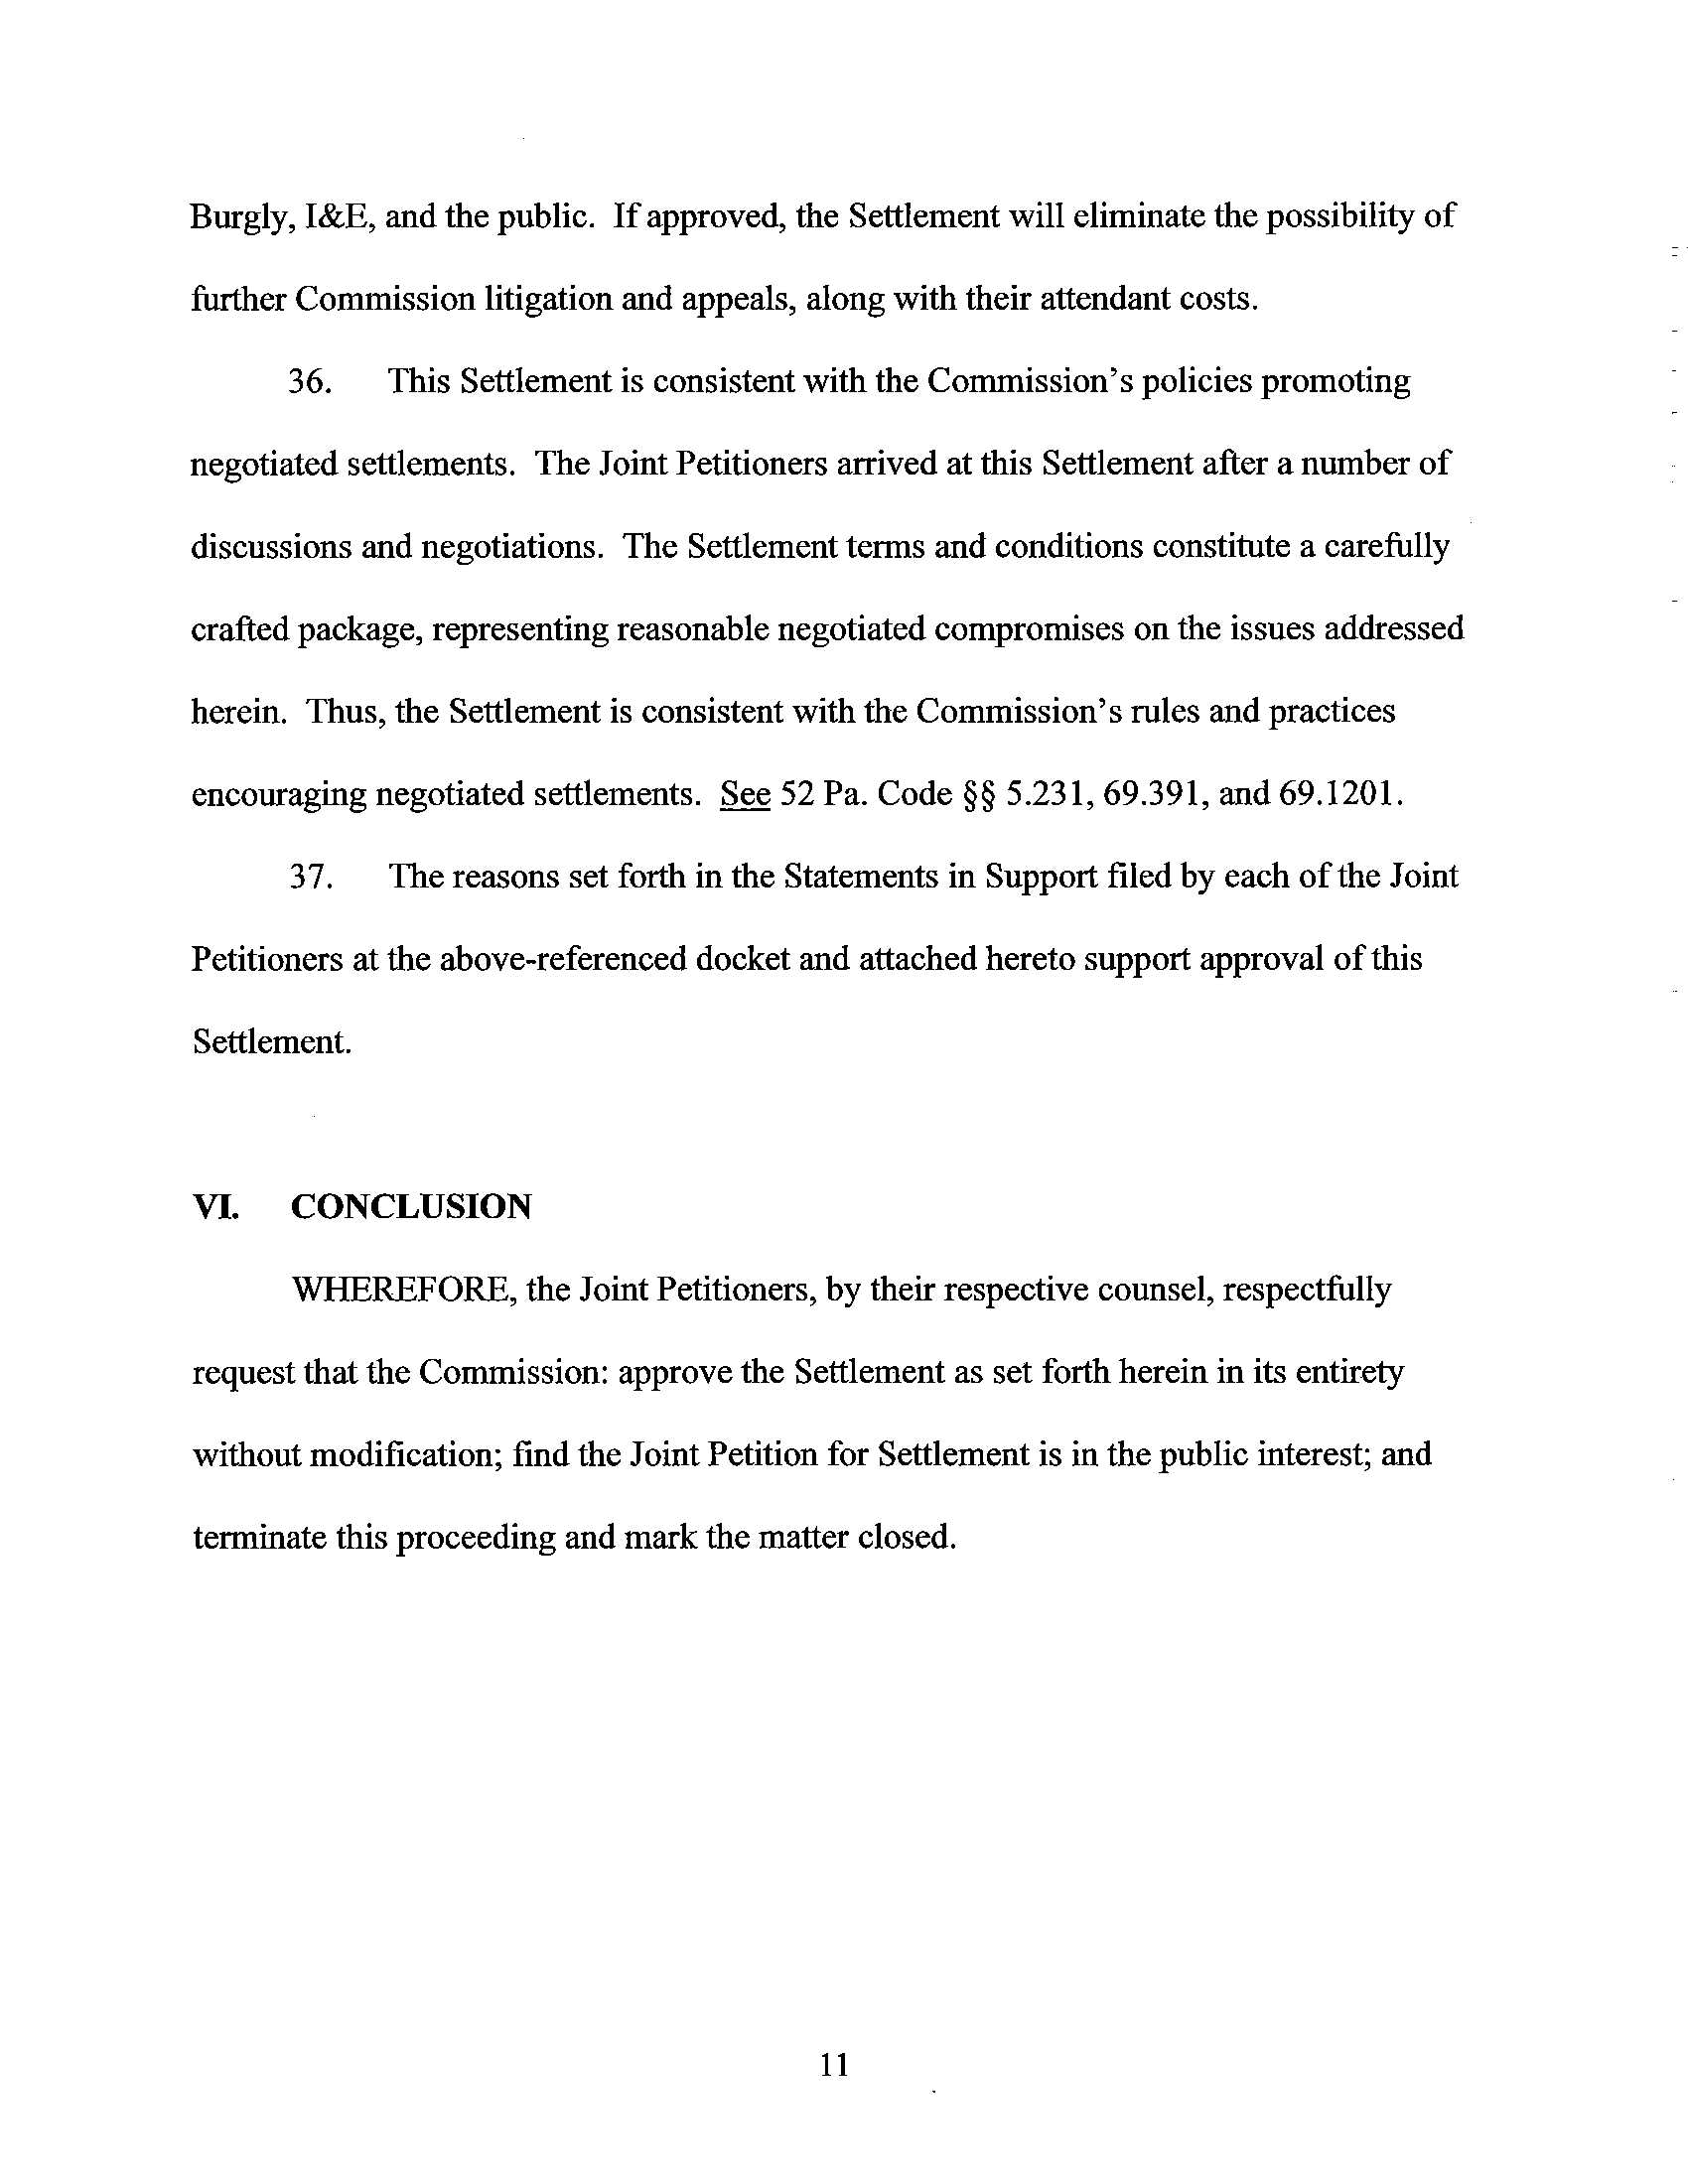 Burgly, I&E, and the public. If approved, the Settlement will eliminate the possibility of
further Commission litigation and appeals, along with their attendant costs.
36. This Settlement is consistent with the Commission's policies promoting
negotiated settlements. The Joint Petitioners arrived at this Settlement after a number of
discussions and negotiations. The Settlement terms and conditions constitute a carefully
crafted package, representing reasonable negotiated compromises on the issues addressed
herein. Thus, the Settlement is consistent with the Commission's rules and practices
encouraging negotiated settlements. See 52 Pa. Code §§ 5.231, 69.391, and 69.1201.
37. The reasons set forth in the Statements in Support filed by each of the Joint
Petitioners at the above-referenced docket and attached hereto support approval of this
Settlement.
VI. CONCLUSION
WHEREFORE, the Joint Petitioners, by their respective counsel, respectfully
request that the Commission: approve the Settlement as set forth herein in its entirety
without modification; find the Joint Petition for Settlement is in the public interest; and
terminate this proceeding and mark the matter closed.
11